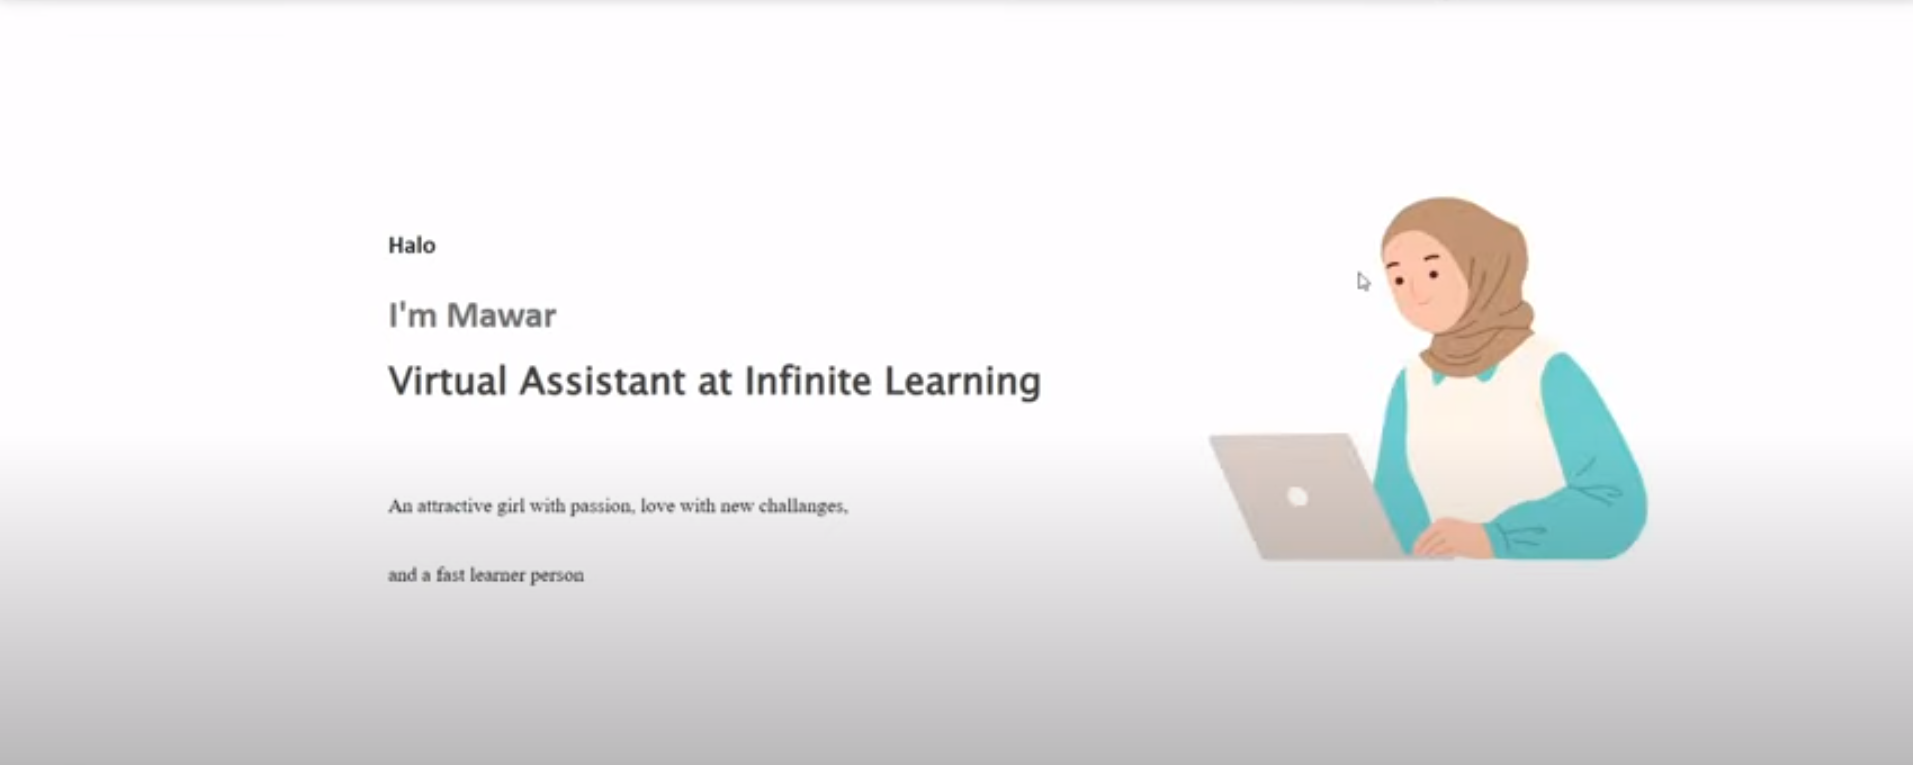 Halo
I'm Mawar
Virtual Assistant at Infinite Learning
An attractive girl with passion, love with new challanges,
and a fast learner person